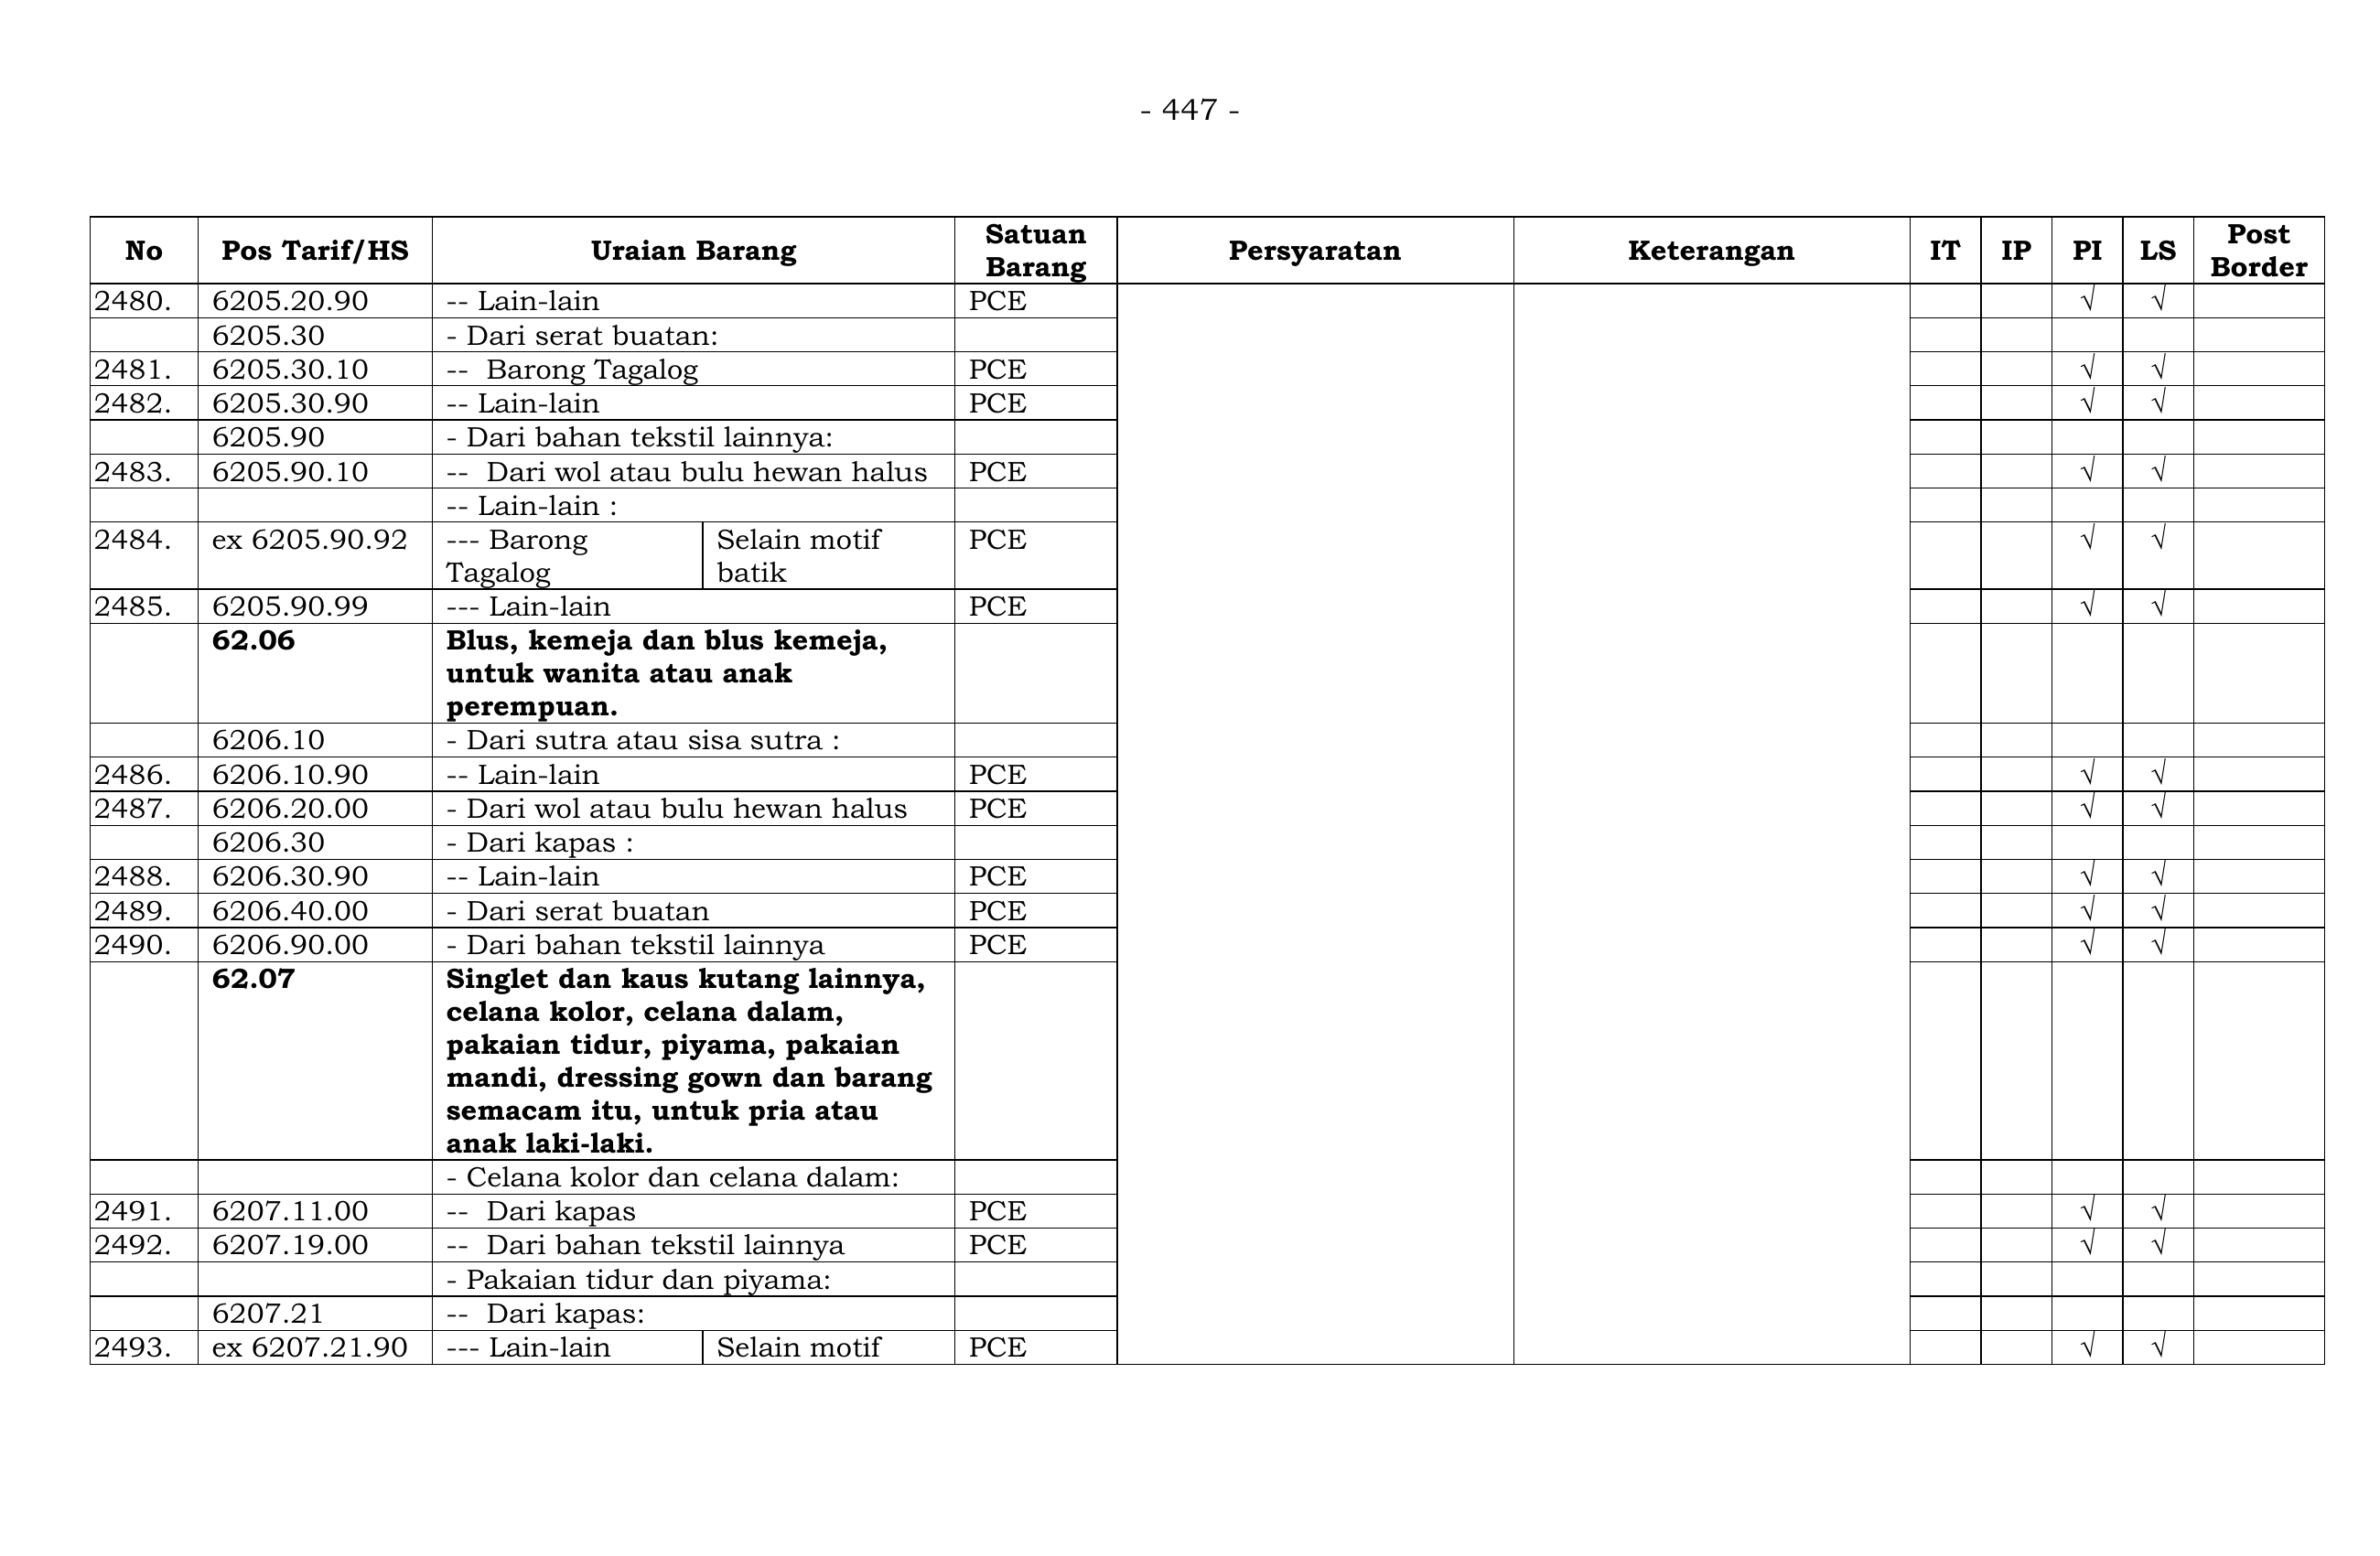 - 447 -
No Pos Tarif/HS Uraian Barang Satuan Barang Persyaratan Keterangan IT IP PI LS Post Border
2480. 6205.20.90 -- Lain-lain PCE √ √
6205.30 - Dari serat buatan:
2481. 6205.30.10 -- Barong Tagalog PCE √ √
2482. 6205.30.90 -- Lain-lain PCE √ √
6205.90 - Dari bahan tekstil lainnya:
2483. 6205.90.10 -- Dari wol atau bulu hewan halus PCE √ √
-- Lain-lain :
2484. ex 6205.90.92 --- Barong Selain motif PCE √ √
Tagalog batik
2485. 6205.90.99 --- Lain-lain PCE √ √
62.06 Blus, kemeja dan blus kemeja,
untuk wanita atau anak
perempuan.
6206.10 - Dari sutra atau sisa sutra :
2486. 6206.10.90 -- Lain-lain PCE √ √
2487. 6206.20.00 - Dari wol atau bulu hewan halus PCE √ √
6206.30 - Dari kapas :
2488. 6206.30.90 -- Lain-lain PCE √ √
2489. 6206.40.00 - Dari serat buatan PCE √ √
2490. 6206.90.00 - Dari bahan tekstil lainnya PCE √ √
62.07 Singlet dan kaus kutang lainnya,
celana kolor, celana dalam,
pakaian tidur, piyama, pakaian
mandi, dressing gown dan barang
semacam itu, untuk pria atau
anak laki-laki.
- Celana kolor dan celana dalam:
2491. 6207.11.00 -- Dari kapas PCE √ √
2492. 6207.19.00 -- Dari bahan tekstil lainnya PCE √ √
- Pakaian tidur dan piyama:
6207.21 -- Dari kapas:
2493. ex 6207.21.90 --- Lain-lain Selain motif PCE √ √